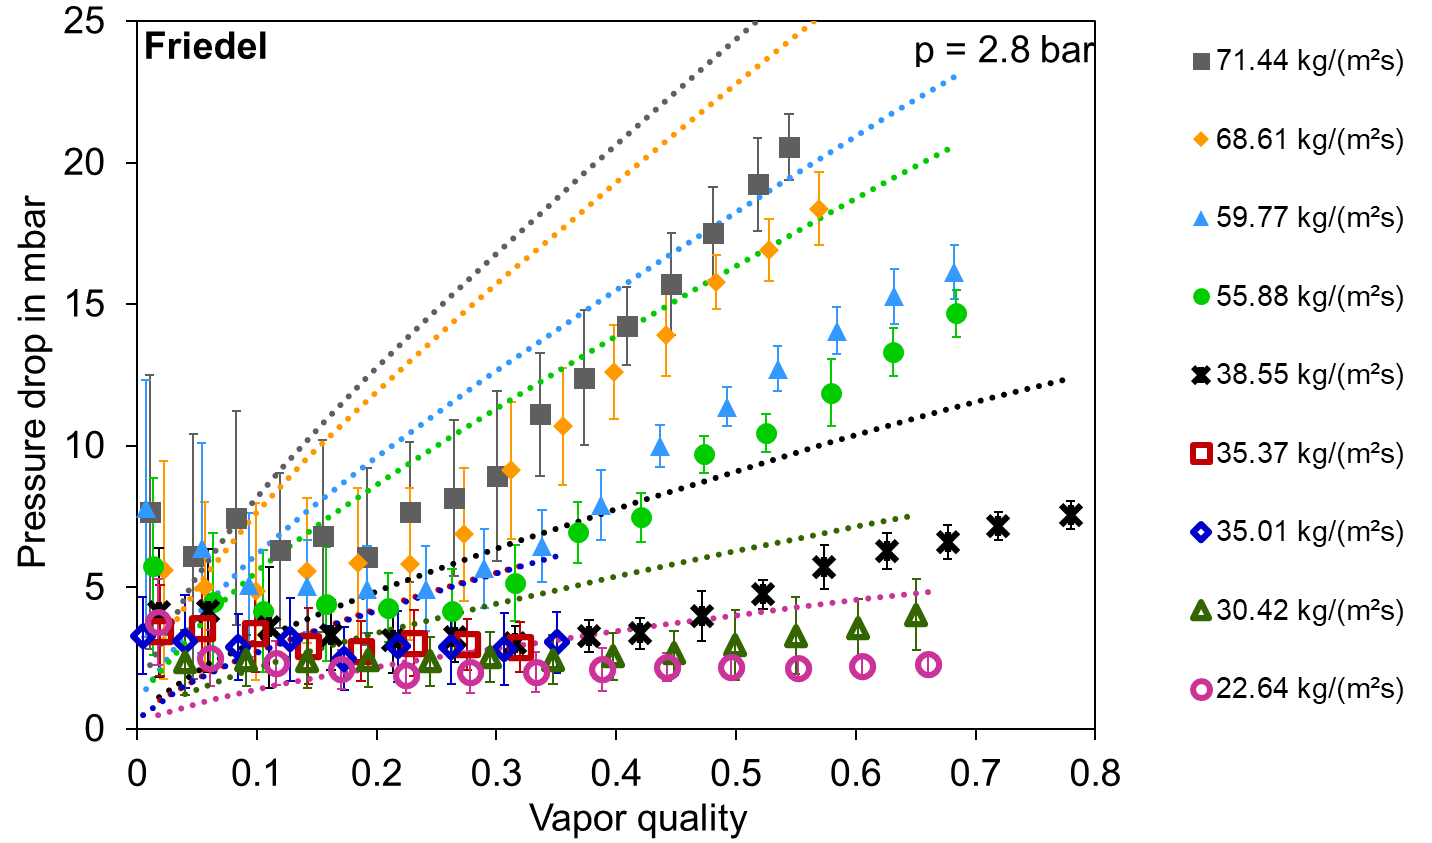 25
Friedel
p = 2.8 bar
20
15
10
5
0
Pressure drop in mbar
0 0.1 0.2 0.3 0.4 0.5 0.6 0.7 0.8
Vapor quality
71.44 kg/(m²s)
68.61 kg/(m²s)
59.77 kg/(m²s)
55.88 kg/(m²s)
38.55 kg/(m²s)
35.37 kg/(m²s)
35.01 kg/(m²s)
30.42 kg/(m²s)
22.64 kg/(m²s)